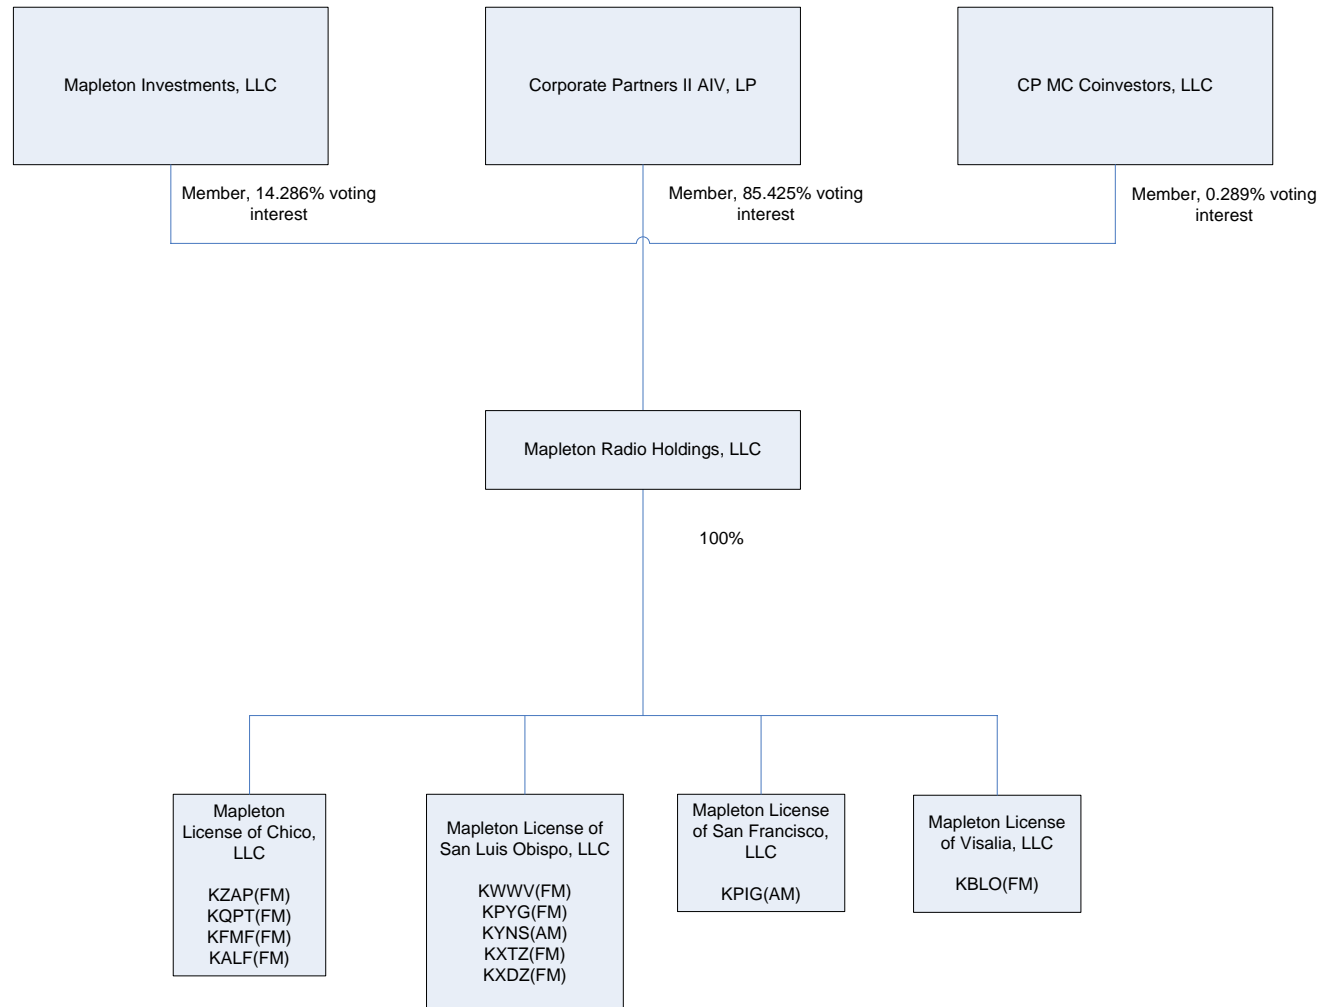 Mapleton Investments, LLC
Corporate Partners II AIV, LP
CP MC Coinvestors, LLC
Member, 14.286% voting
interest
Member, 85.425% voting
interest
Member, 0.289% voting
interest
Mapleton Radio Holdings, LLC
100%
Mapleton
License of Chico,
LLC
KZAP(FM)
KQPT(FM)
KFMF(FM)
KALF(FM)
Mapleton License of
San Luis Obispo, LLC
KWWV(FM)
KPYG(FM)
KYNS(AM)
KXTZ(FM)
KXDZ(FM)
Mapleton License
of San Francisco,
LLC
KPIG(AM)
Mapleton License
of Visalia, LLC
KBLO(FM)